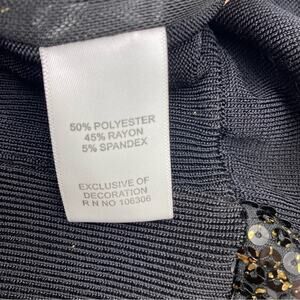 50% POLYESTER
45% RAYON
5% SPANDEX
EXCLUSIVE OF
DECORATION
R N NO 106306